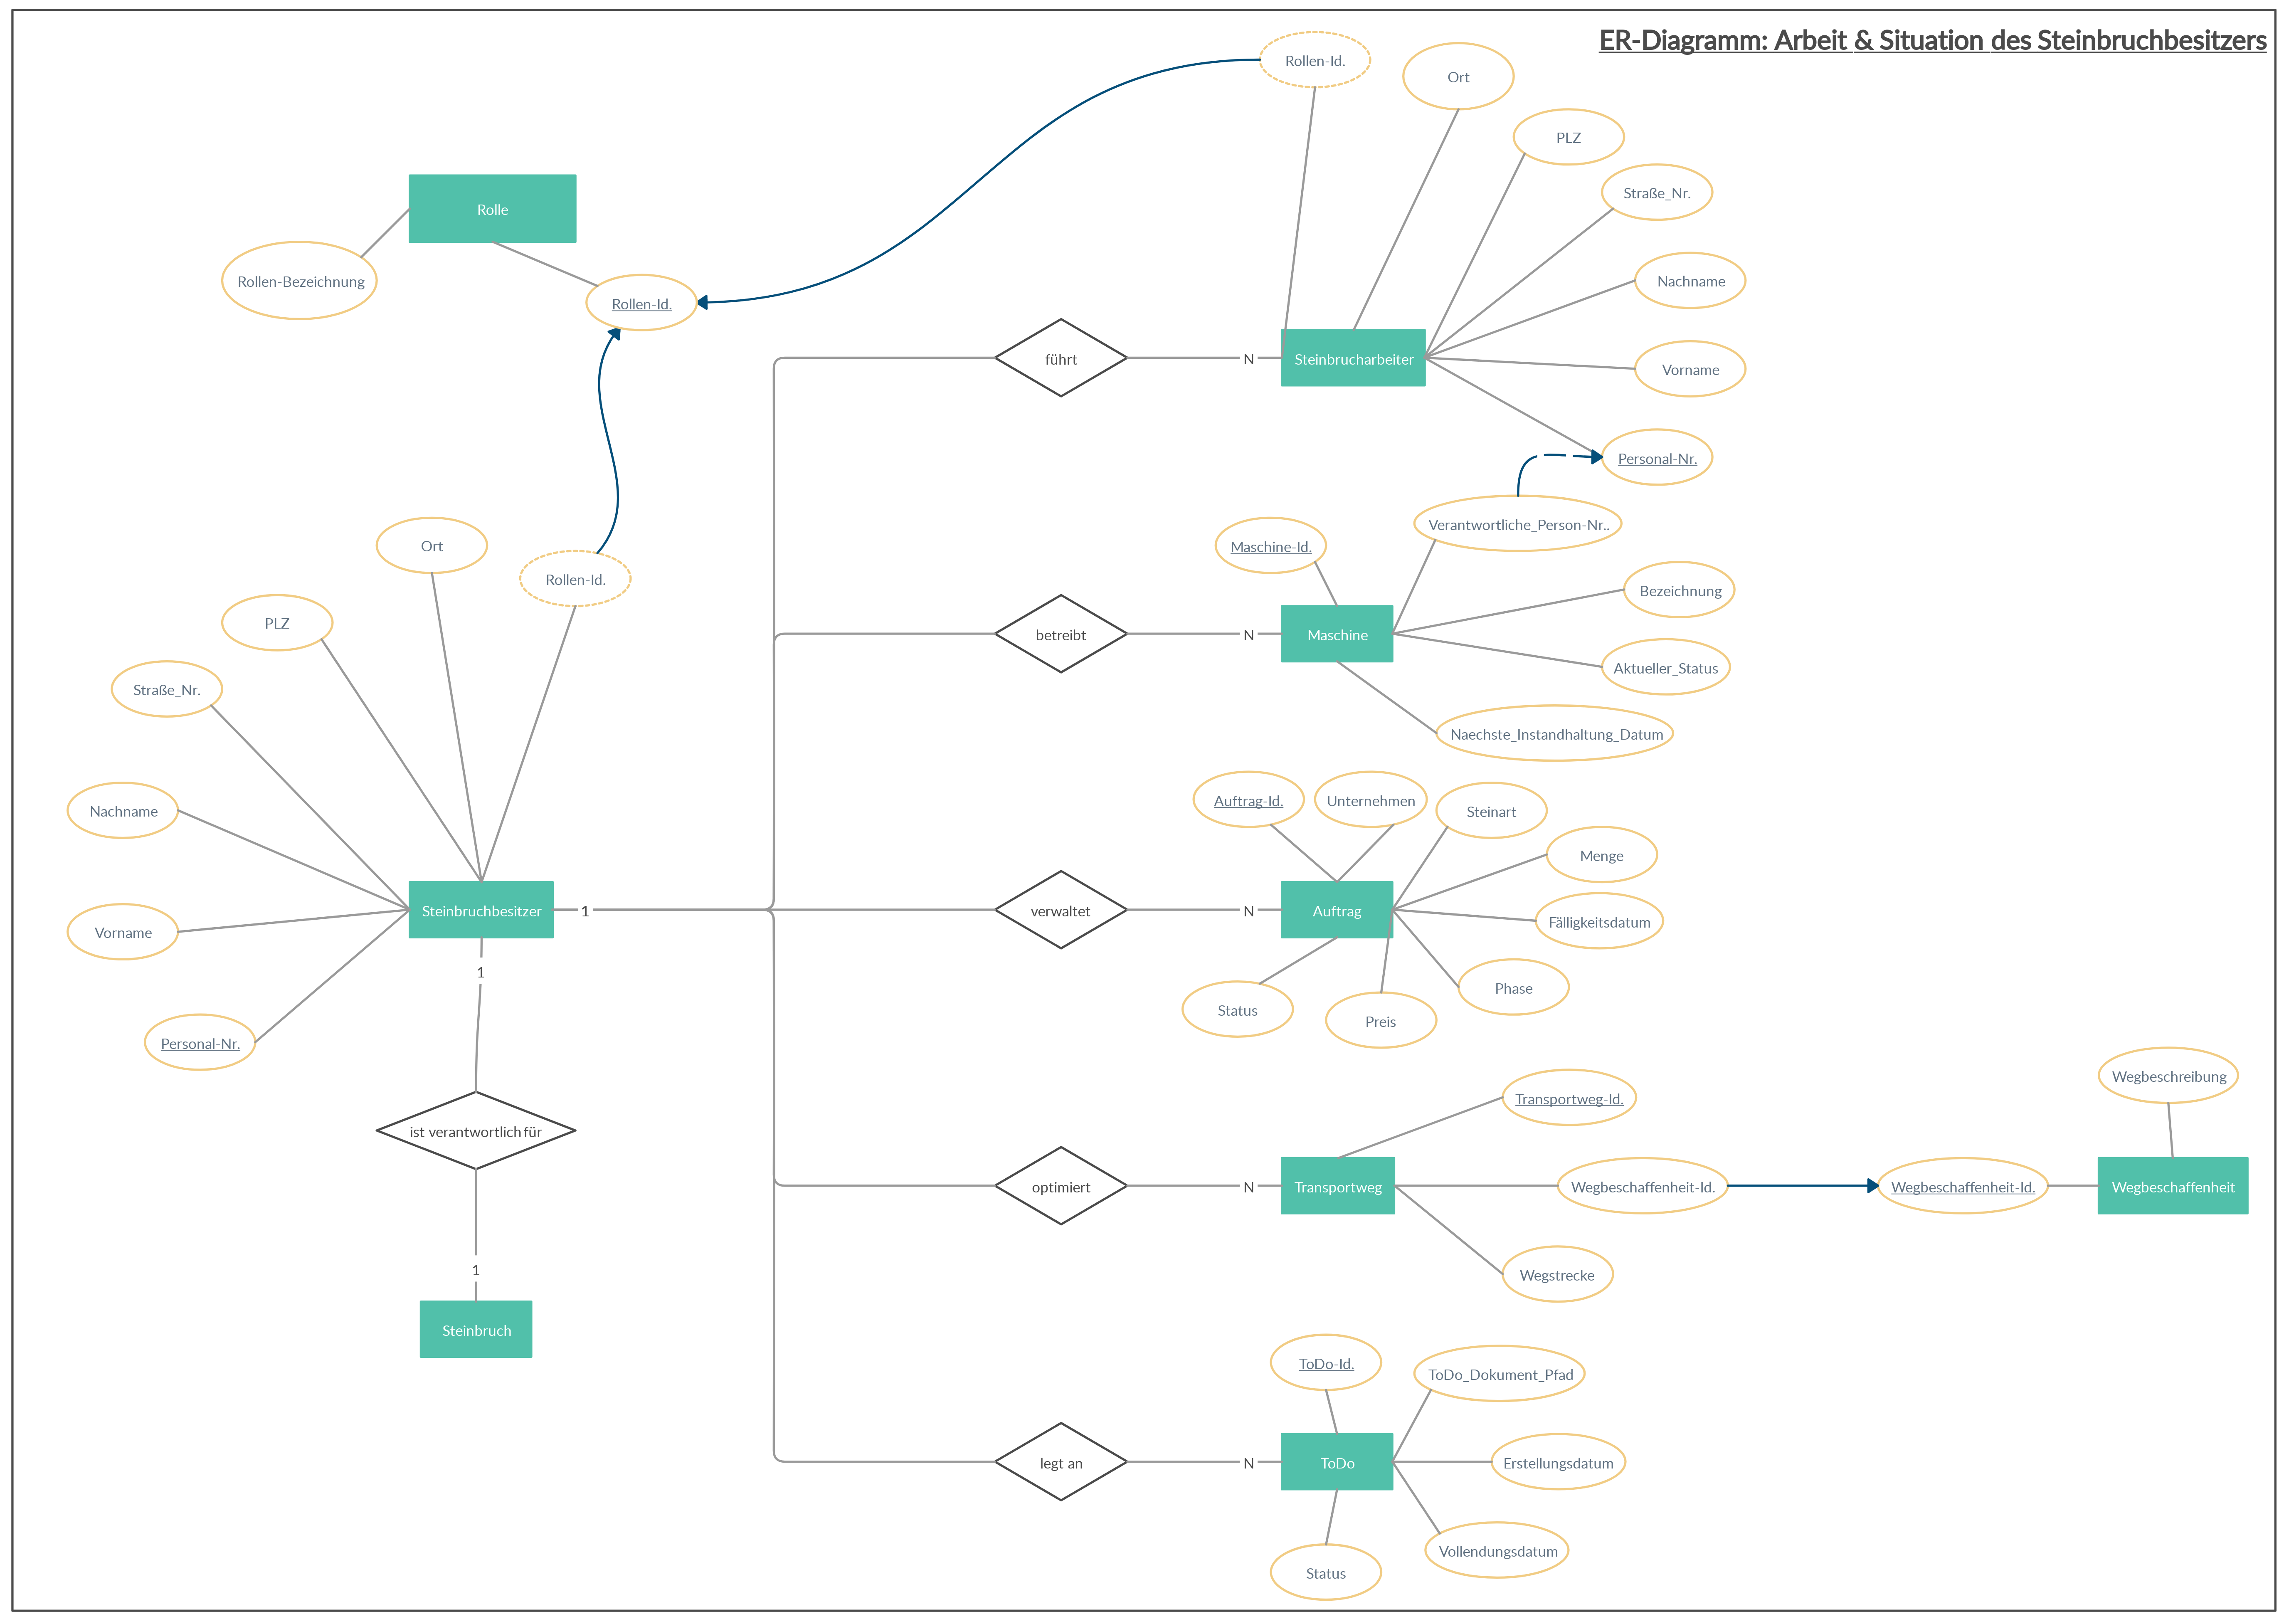 ER-Diagramm: Arbeit & Situation des Steinbruchbesitzers
Rollen-Id.
Ort
PLZ
Straße_Nr.
Rolle
Nachname
Rollen-Bezeichnung
Rollen-Id.
führt
N
Steinbrucharbeiter
Vorname
Personal-Nr.
Verantwortliche_Person-Nr..
Ort
Maschine-Id.
Rollen-Id.
Bezeichnung
PLZ
betreibt
N
Maschine
Aktueller_Status
Straße_Nr.
Naechste_Instandhaltung_Datum
Auftrag-Id.
Unternehmen
Steinart
Nachname
Menge
Steinbruchbesitzer
1
verwaltet
N
Auftrag
Fälligkeitsdatum
Vorname
1
Phase
Status
Preis
Personal-Nr.
Wegbeschreibung
Transportweg-Id.
ist verantwortlich für
optimiert
N
Transportweg
Wegbeschaffenheit-Id.
Wegbeschaffenheit-Id.
Wegbeschaffenheit
1
Wegstrecke
Steinbruch
ToDo-Id.
ToDo_Dokument_Pfad
legt an
N
ToDo
Erstellungsdatum
Vollendungsdatum
Status